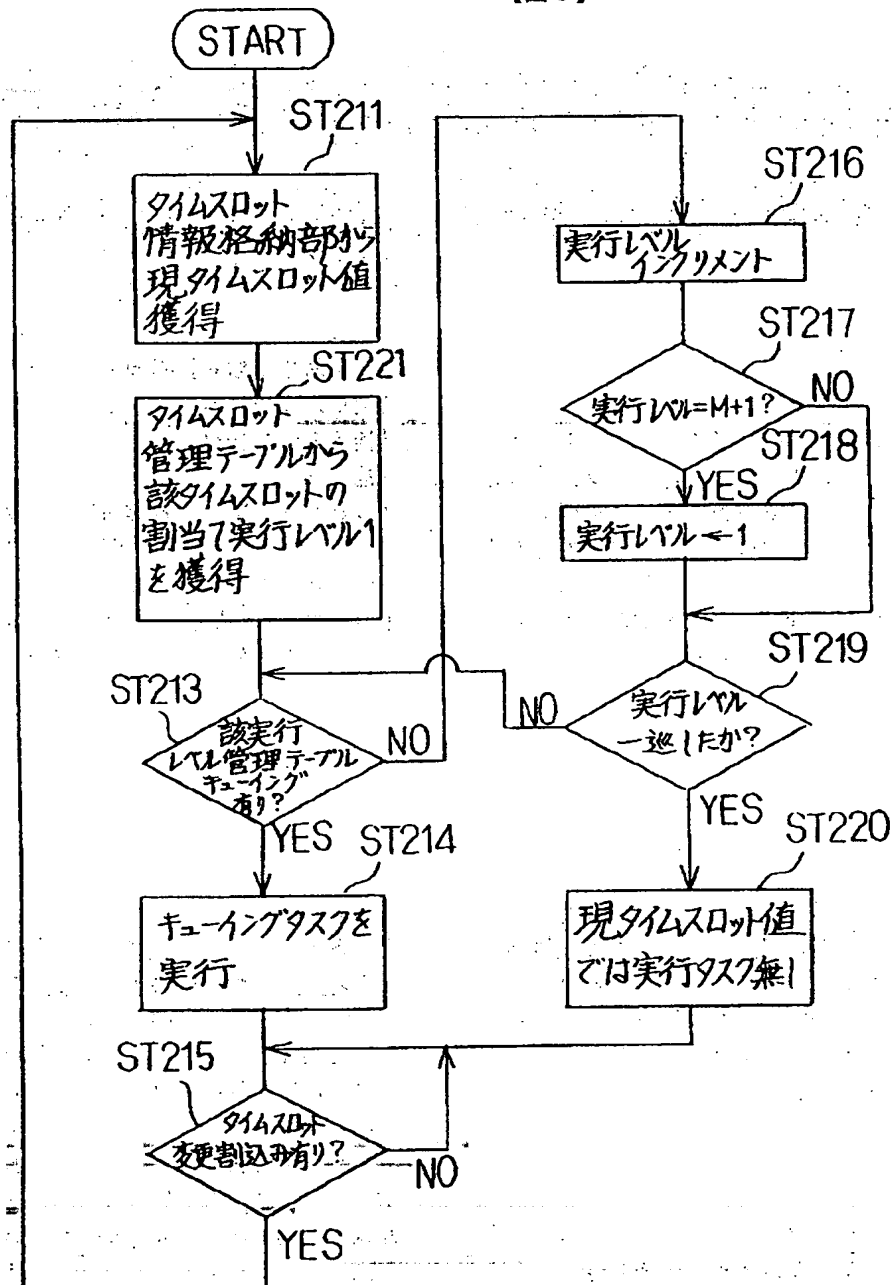 START
ST211
タイムスロット
情報格納部から
現タイムスロット値
獲得
ST221
タイムスロット
管理テーブルから
該タイムスロットの
割当て実行レベル1
を獲得
ST213
該実行
レベル管理テーブル
キューイング
有り?
NO
YES
ST214
キューイングタスクを
実行
ST215
タイムスロット
変更割込み有り?
NO
YES
ST216
実行レベル
インクリメント
ST217
実行レベル=M+1?
NO
YES
ST218
実行レベル←1
ST219
実行レベル
一巡したか?
NO
YES
ST220
現タイムスロット値
では実行タスク無し